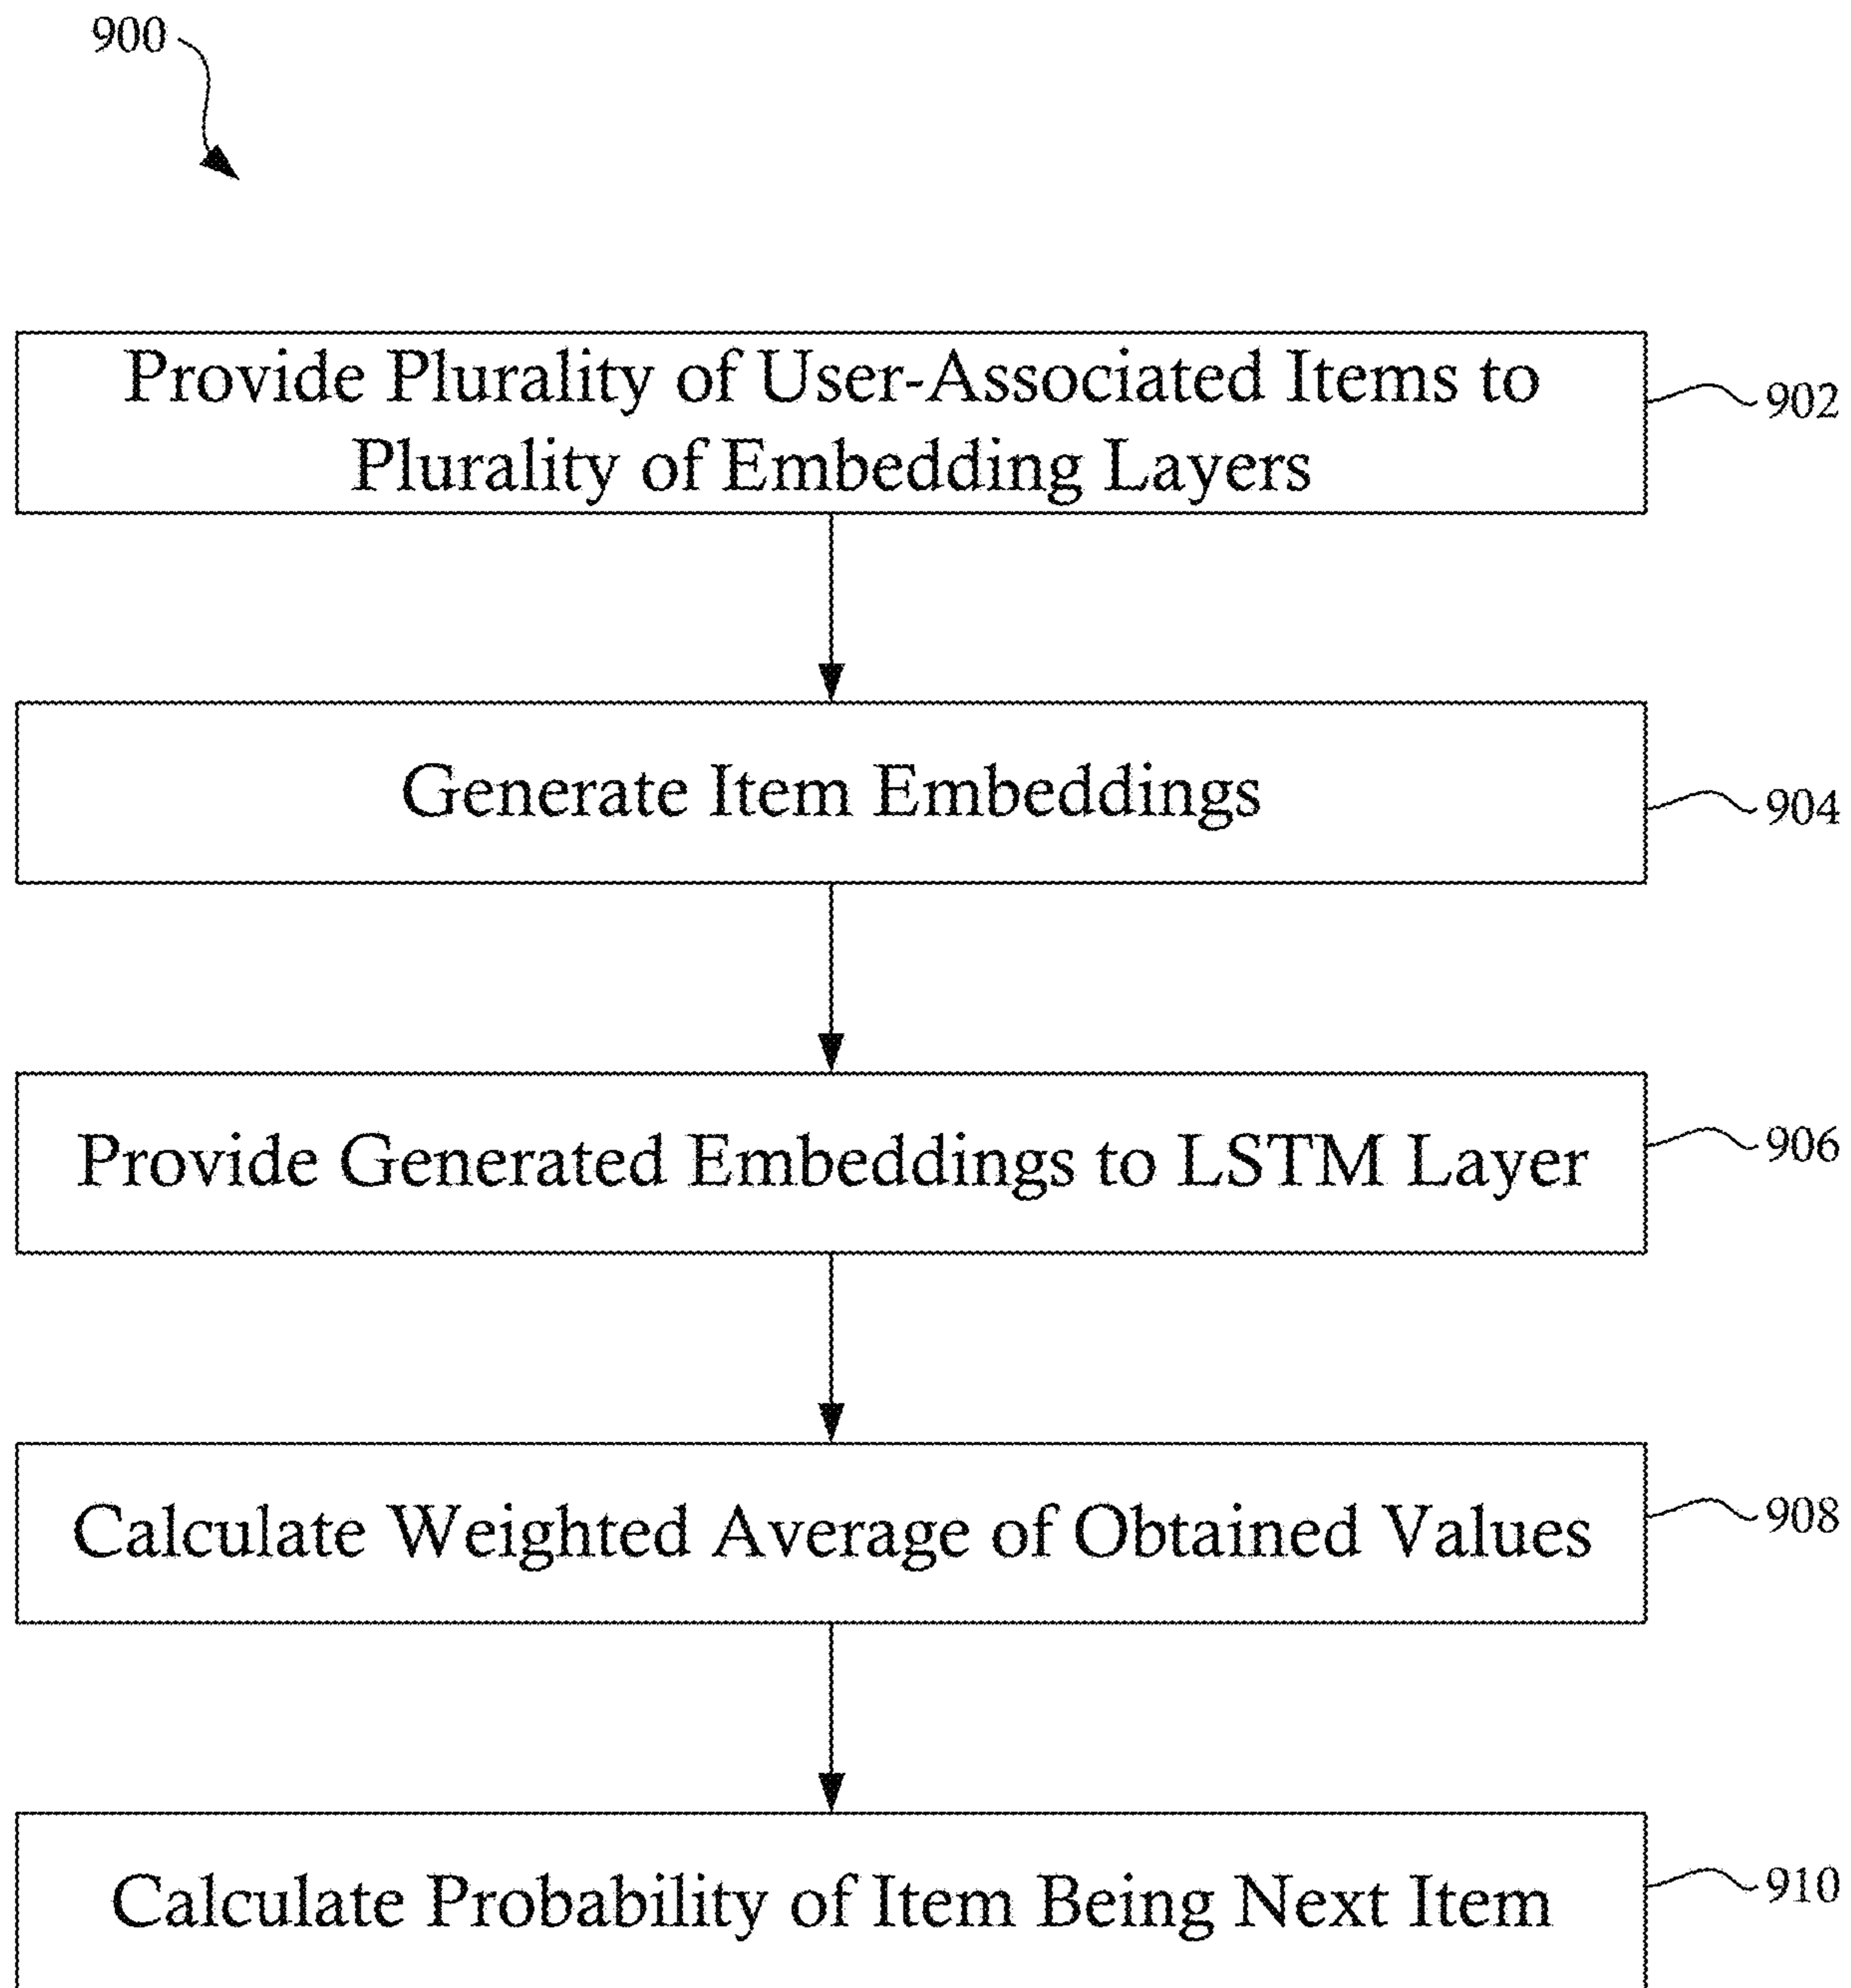 900
Provide Plurality of User-Associated Items to
Plurality of Embedding Layers
902
Generate Item Embeddings
904
Provide Generated Embeddings to LSTM Layer
906
Calculate Weighted Average of Obtained Values
908
Calculate Probability of Item Being Next Item
910